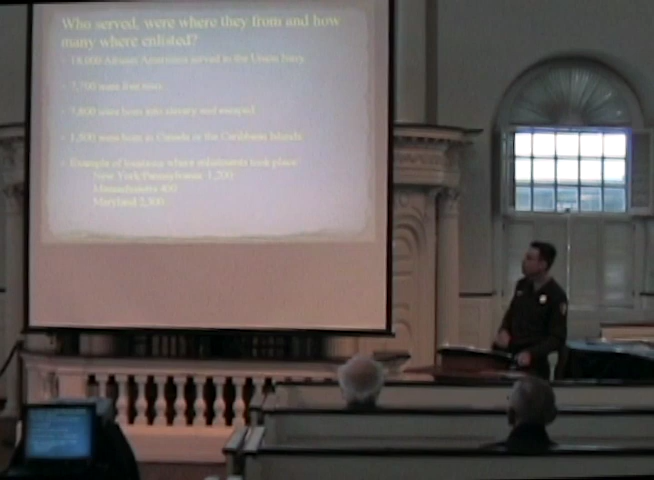 Who served, were where they from and how
many where enlisted?
18,000 African Americans served in the Union Navy
7,700 were free men.
7,800 were born into slavery and escaped.
1,500 were born in Canada or the Caribbean Islands
Example of locations where enlistments took place:
New York/Pennsylvania 1,200
Massachusetts 400
Maryland 2,300